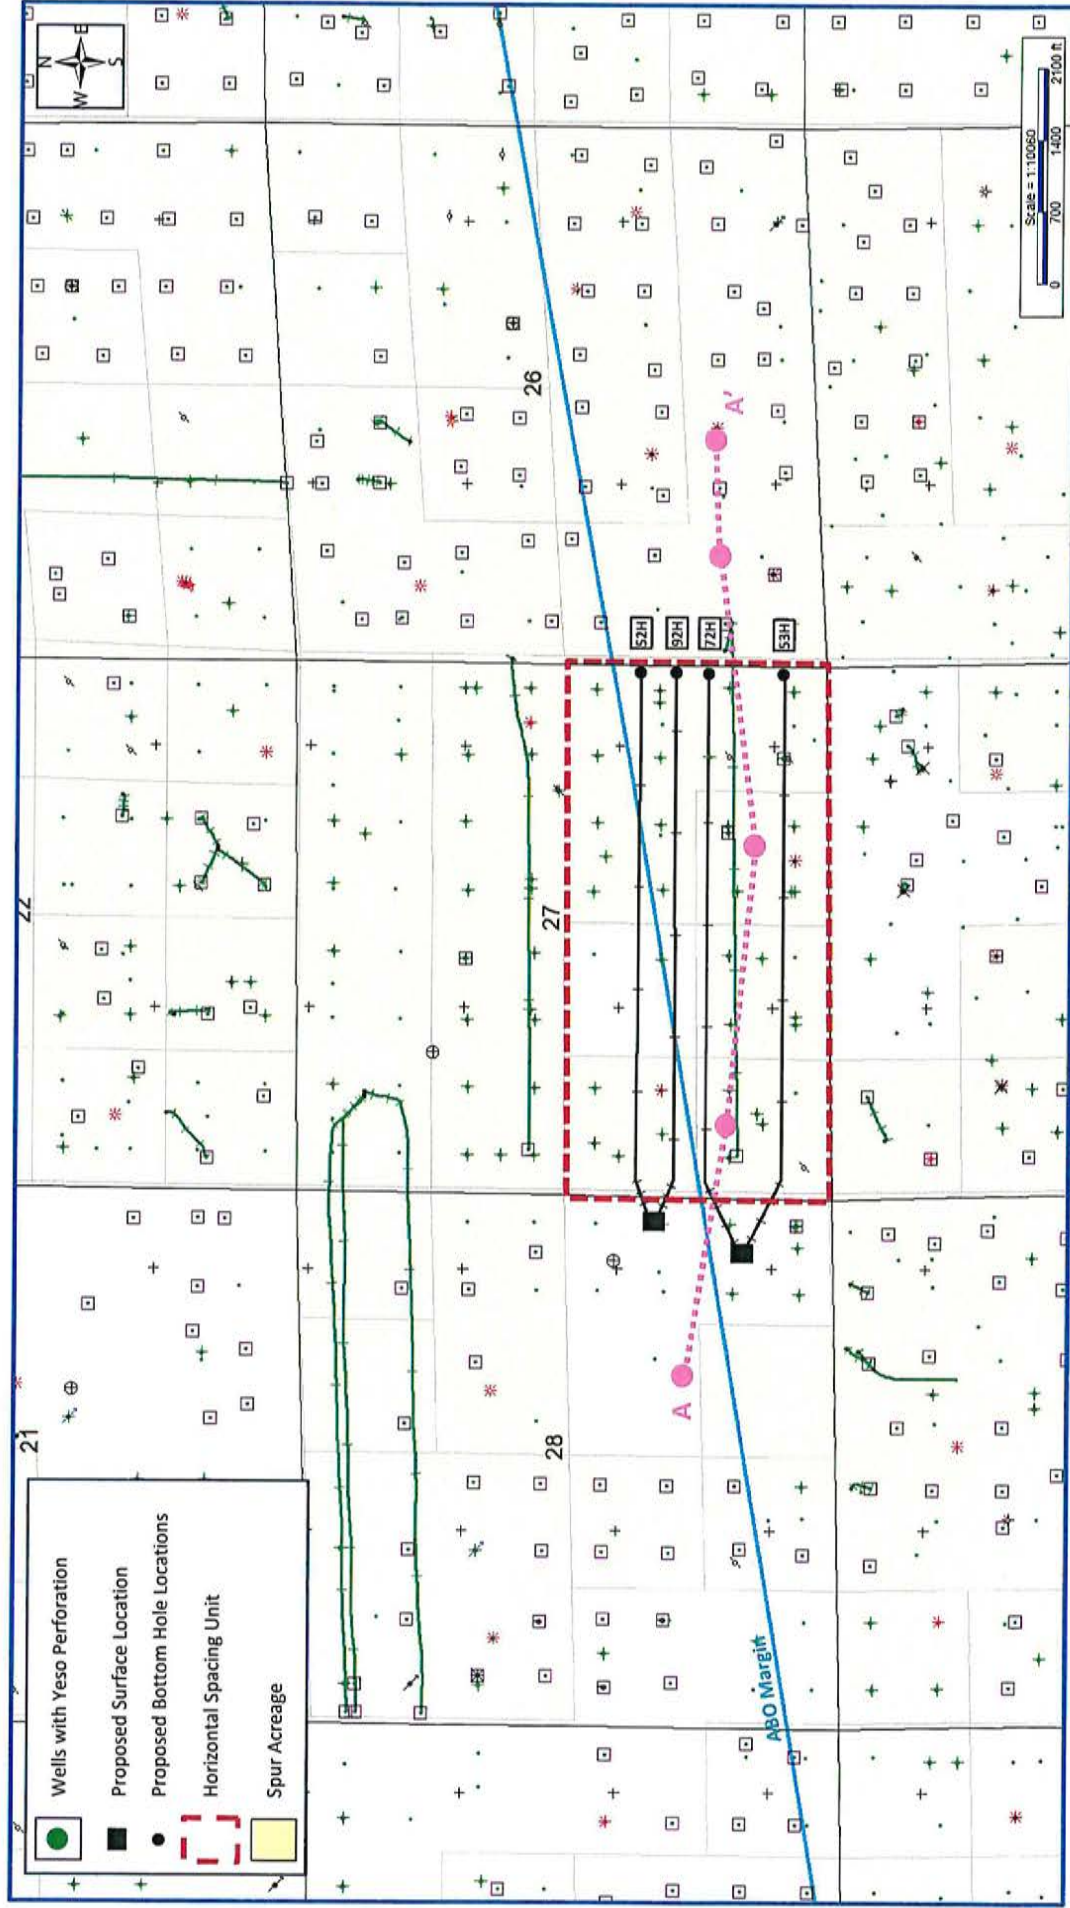 N
W
E
S
22
21
26
27
28
A
A'
52H
92H
72H
53H
ABO Margin
Wells with Yeso Perforation
Proposed Surface Location
Proposed Bottom Hole Locations
Horizontal Spacing Unit
Spur Acreage
Scale = 1:10060
0 700 1400 2100 ft